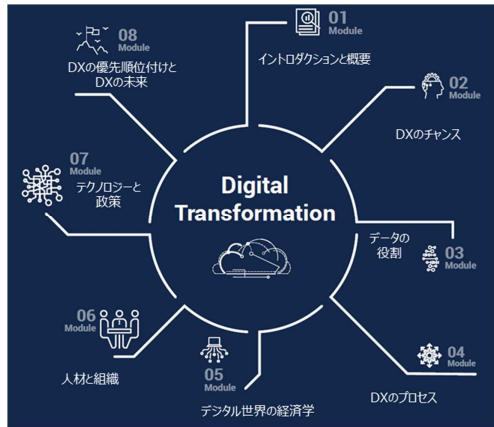 01
Module
イントロダクションと概要
02
Module
DXのチャンス
データの
役割
03
Module
04
Module
DXのプロセス
05
Module
デジタル世界の経済学
06
Module
人材と組織
07
Module
テクノロジーと
政策
08
Module
DXの優先順位付けと
DXの未来
Digital
Transformation